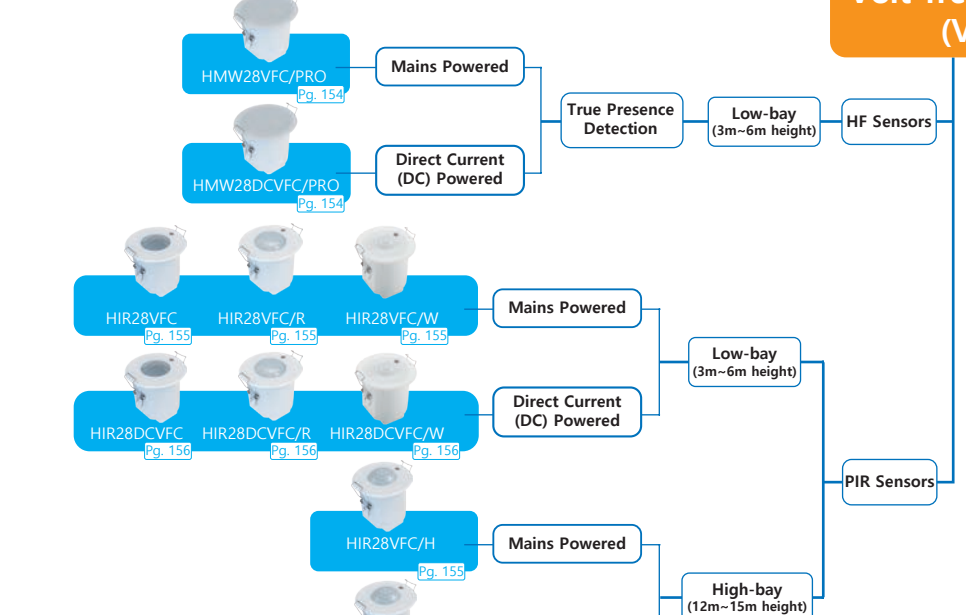 (V
HMW28VFC/PRO
Pg. 154
Mains Powered
True Presence
Detection
Low-bay
(3m~6m height)
HF Sensors
HMW28DCVFC/PRO
Pg. 154
Direct Current
(DC) Powered
HIR28VFC
Pg. 155
HIR28VFC/R
Pg. 155
HIR28VFC/W
Pg. 155
Mains Powered
Low-bay
(3m~6m height)
HIR28DCVFC
Pg. 156
HIR28DCVFC/R
Pg. 156
HIR28DCVFC/W
Pg. 156
Direct Current
(DC) Powered
PIR Sensors
HIR28VFC/H
Pg. 155
Mains Powered
High-bay
(12m~15m height)